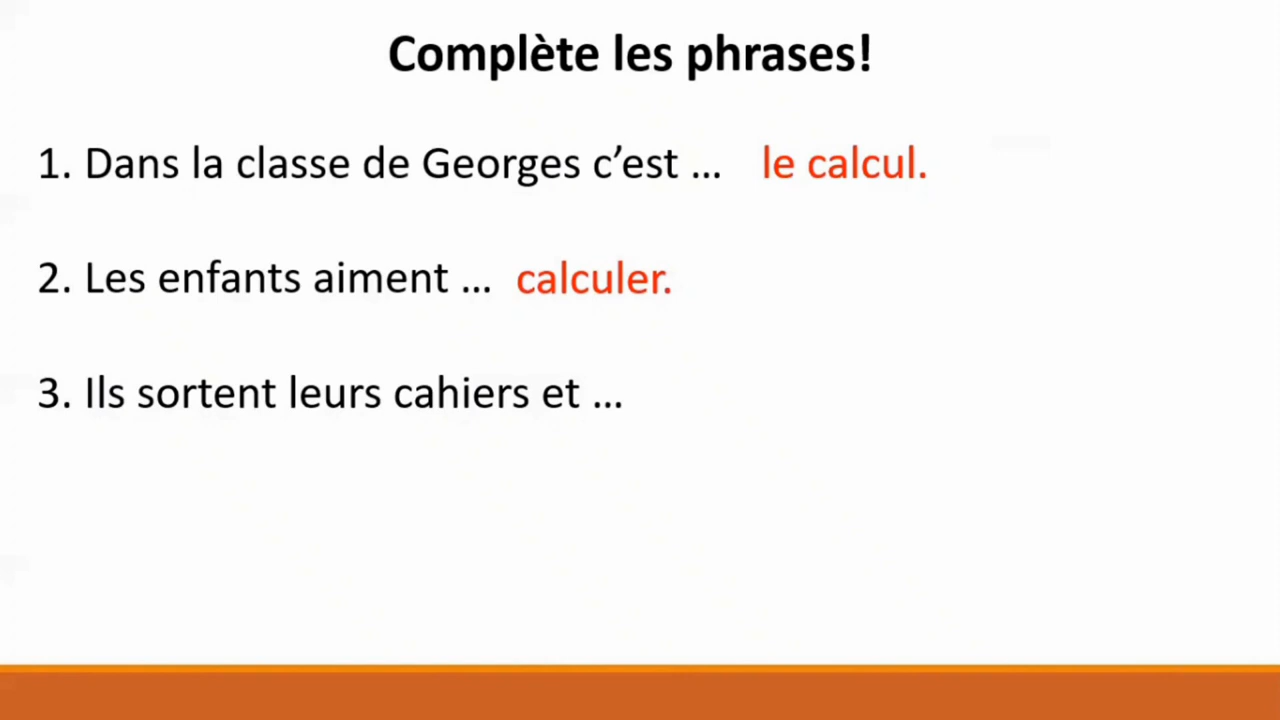 Complète les phrases!
1. Dans la classe de Georges c’est … le calcul.
2. Les enfants aiment … calculer.
3. Ils sortent leurs cahiers et …